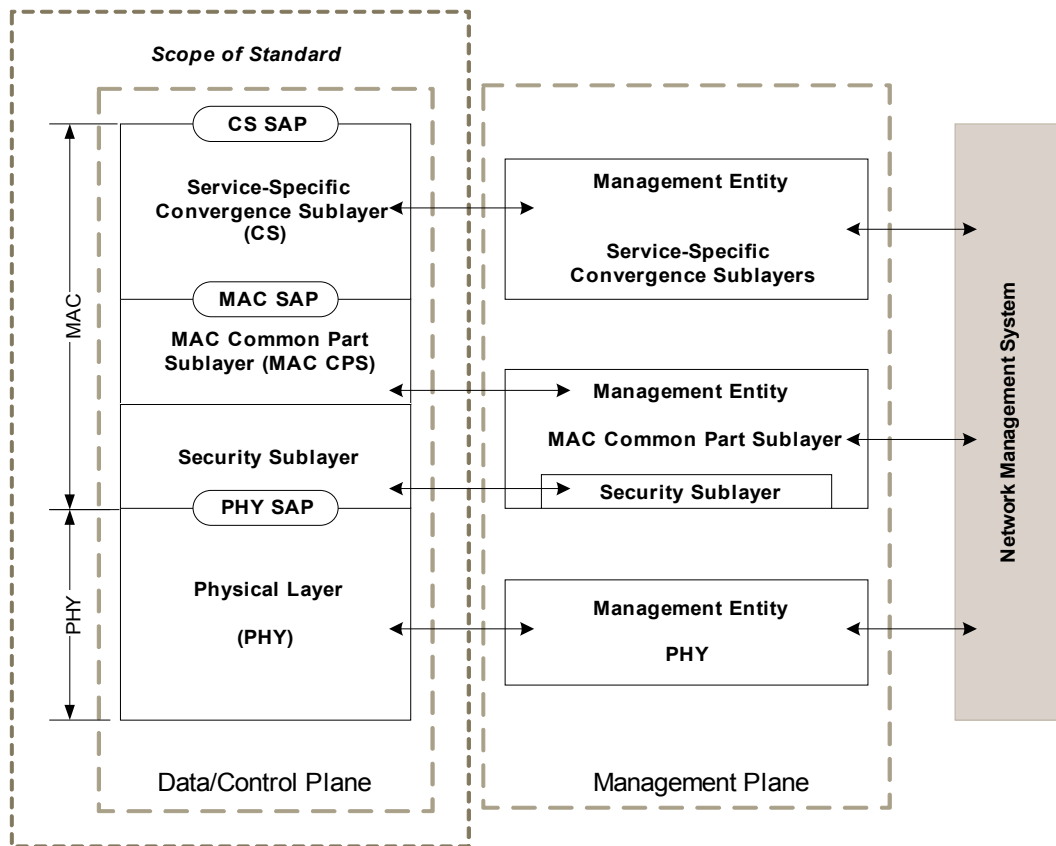 Scope of Standard
CS SAP
Service-Specific
Convergence Sublayer
(CS)
MAC SAP
MAC Common Part
Sublayer (MAC CPS)
Security Sublayer
PHY SAP
Physical Layer
(PHY)
MAC
PHY
Data/Control Plane
Management Entity
Service-Specific
Convergence Sublayers
Management Entity
MAC Common Part Sublayer
Security Sublayer
Management Entity
PHY
Management Plane
Network Management System